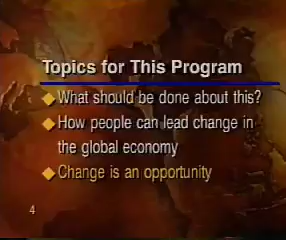 Topics for This Program
What should be done about this?
How people can lead change in
the global economy
Change is an opportunity
4